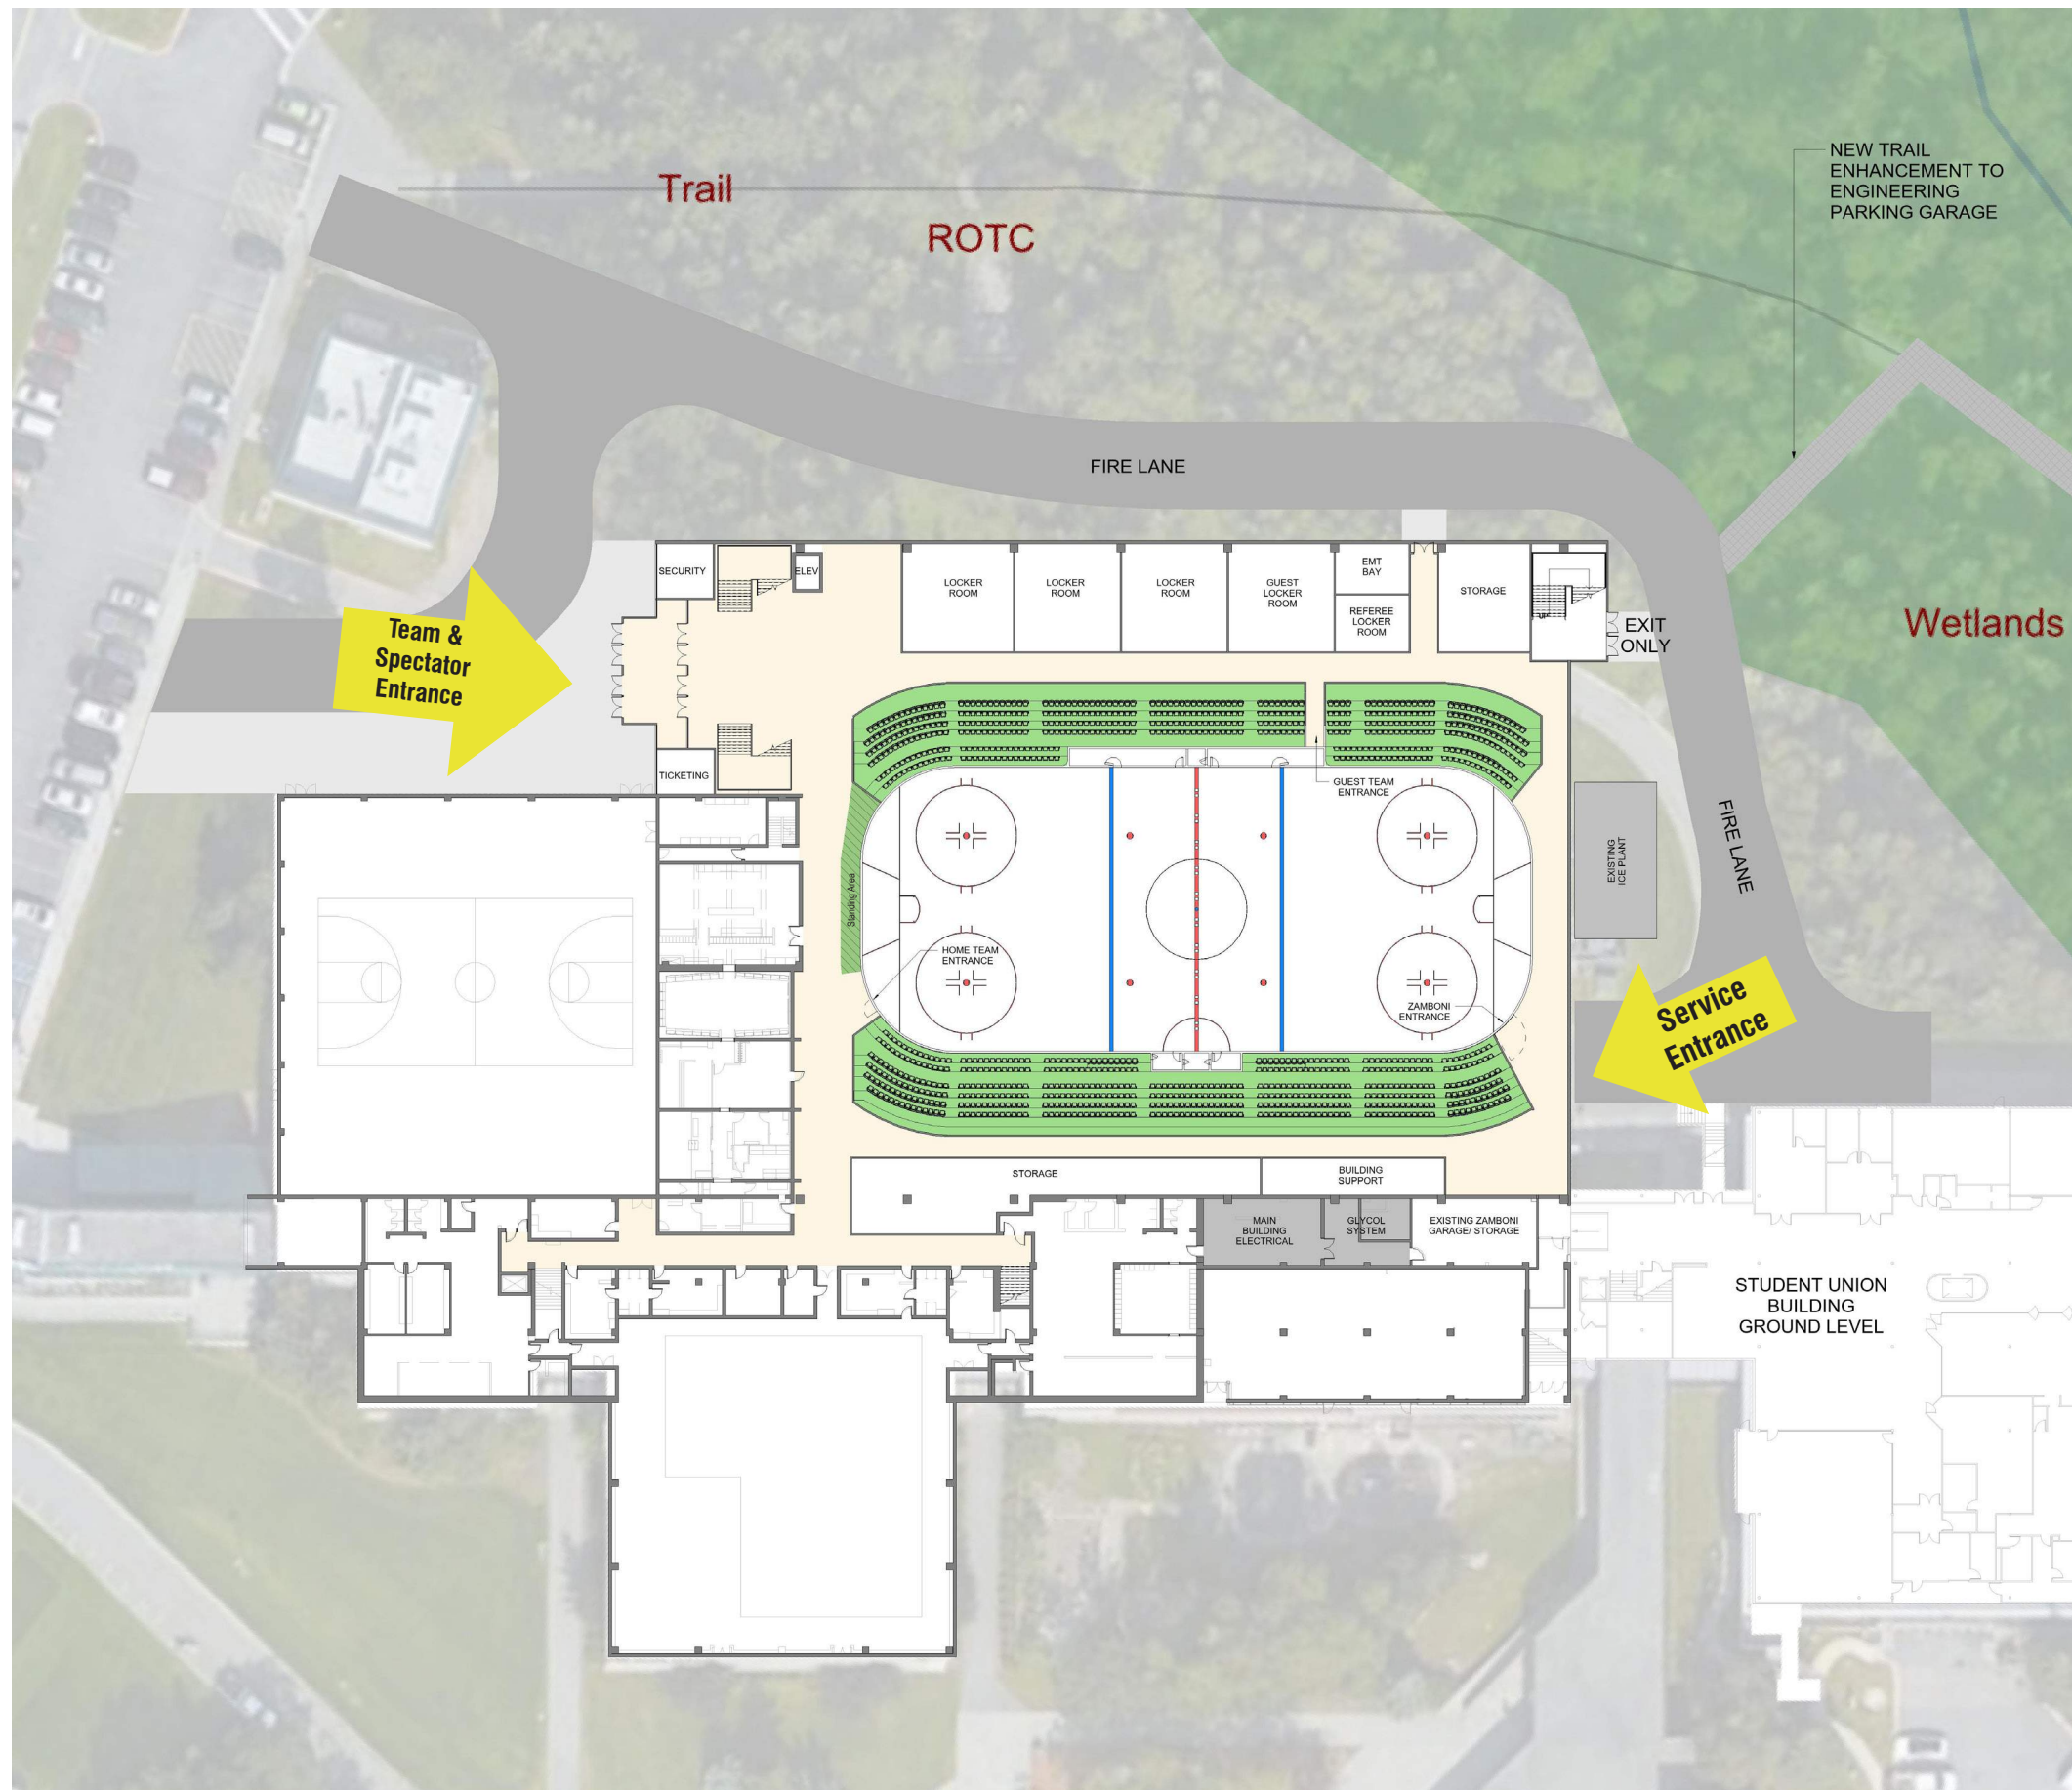 NEW TRAIL
ENHANCEMENT TO
ENGINEERING
PARKING GARAGE
Trail
ROTC
FIRE LANE
SECURITY
ELEV
LOCKER
ROOM
LOCKER
ROOM
LOCKER
ROOM
GUEST
LOCKER
ROOM
EMT
BAY
REFEREE
LOCKER
ROOM
STORAGE
EXIT
ONLY
Wetlands
Team &
Spectator
Entrance
TICKETING
GUEST TEAM
ENTRANCE
EXISTING
ICE PLANT
FIRE LANE
Standing Area
HOME TEAM
ENTRANCE
ZAMBONI
ENTRANCE
Service
Entrance
STORAGE
BUILDING
SUPPORT
MAIN
BUILDING
ELECTRICAL
GLYCOL
SYSTEM
EXISTING ZAMBONI
GARAGE/ STORAGE
STUDENT UNION
BUILDING
GROUND LEVEL